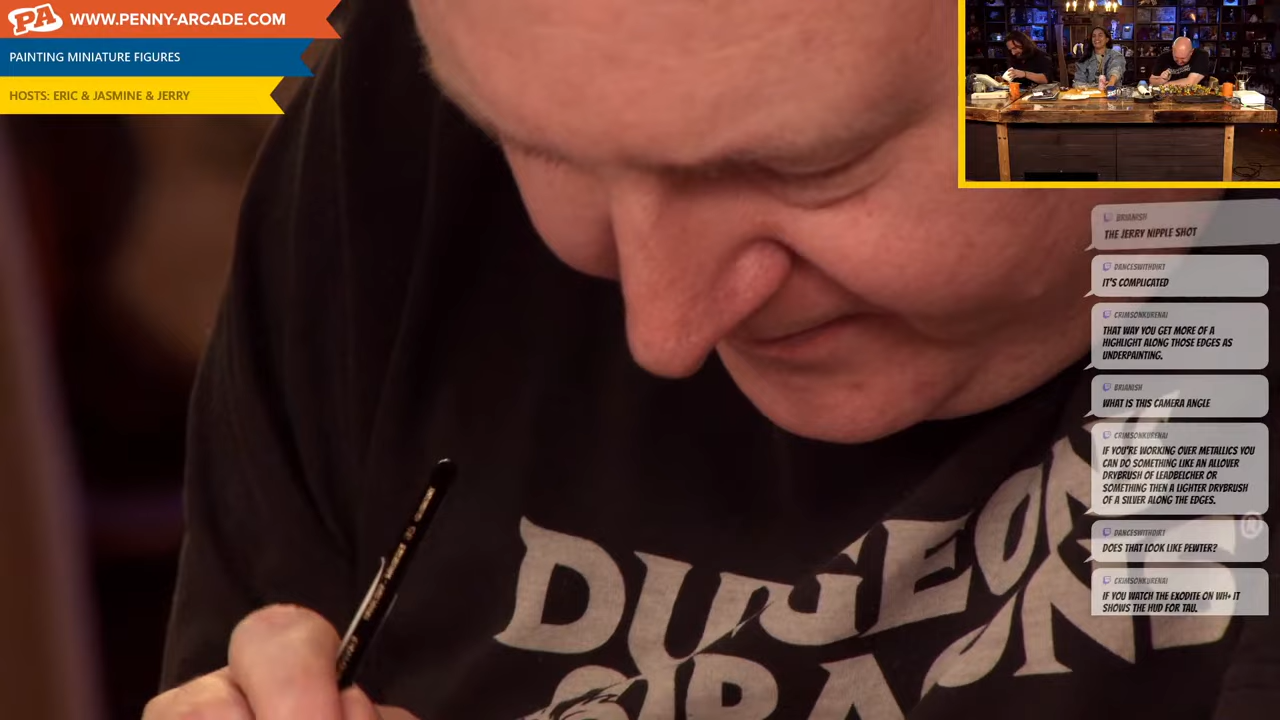 PA WWW.PENNY-ARCADE.COM
PAINTING MINIATURE FIGURES
HOSTS: ERIC & JASMINE & JERRY
BRIANISH
THE JERRY NIPPLE SHOT
DANCESWITHDIRT
IT'S COMPLICATED
CRIMSONKURENAI
THAT WAY YOU GET MORE OF A
HIGHLIGHT ALONG THOSE EDGES AS
UNDERPAINTING.
BRIANISH
WHAT IS THIS CAMERA ANGLE
CRIMSONKURENAI
IF YOU'RE WORKING OVER METALLICS YOU
CAN DO SOMETHING LIKE AN ALLOVER
DRYBRUSH OF LEADBELCHER OR
SOMETHING THEN A LIGHTER DRYBRUSH
OF A SILVER ALONG THE EDGES.
DANCESWITHDIRT
DOES THAT LOOK LIKE PEWTER?
CRIMSONKURENAI
IF YOU WATCH THE EXODITE ON WH+ IT
SHOWS THE HUD FOR TAU.
DUNGEONS
DRAGONS
®